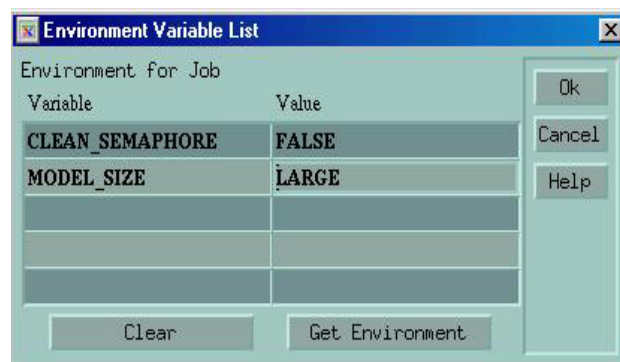 Environment Variable List
Environment for Job
Variable Value
CLEAN_SEMAPHORE FALSE
MODEL_SIZE LARGE
Clear Get Environment
Ok
Cancel
Help